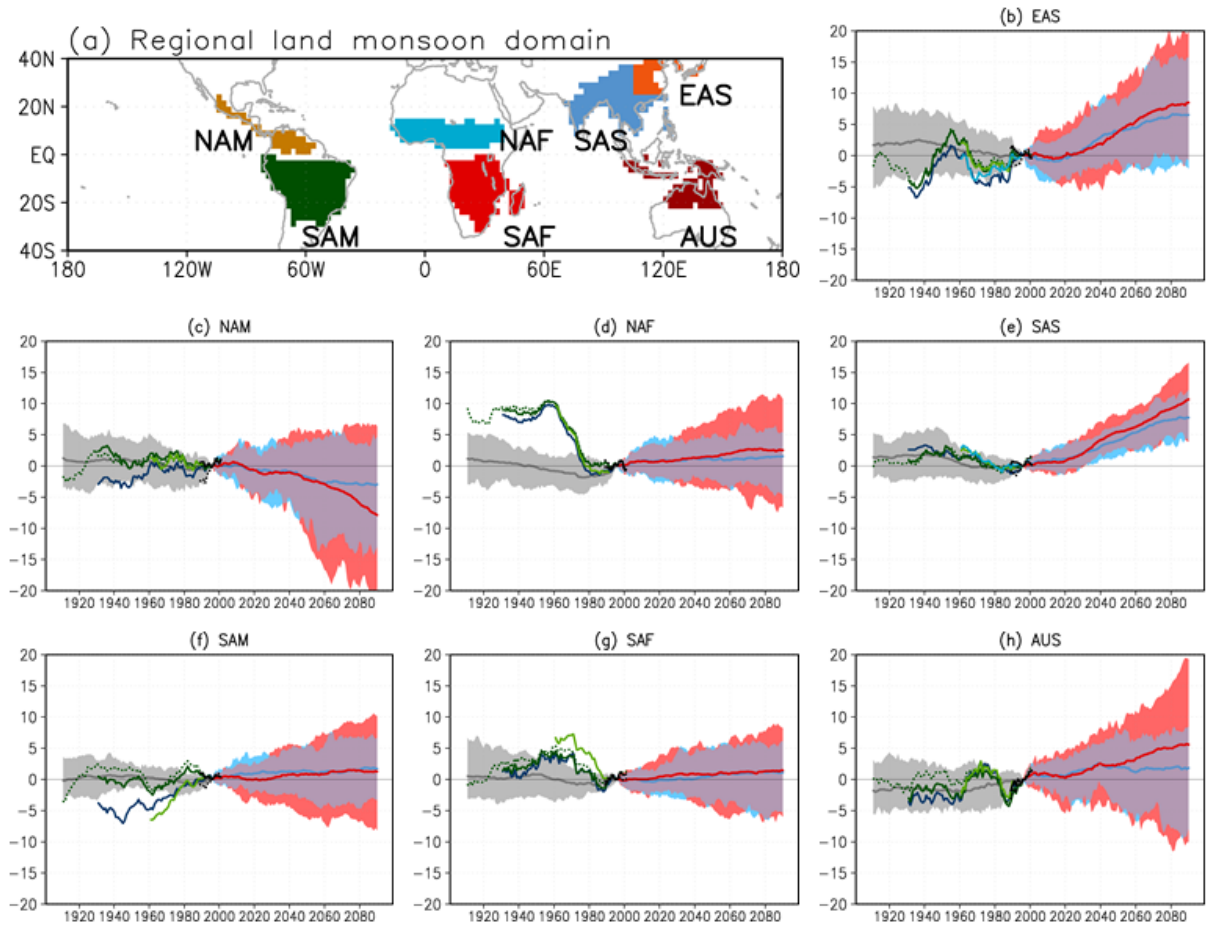 (a) Regional land monsoon domain
40N
20N
EQ
20S
40S
180 120W 60W 0 60E 120E 180
NAM
NAF
SAS
EAS
SAM
SAF
AUS
(b) EAS
20
15
10
5
0
−5
−10
−15
−20
1920 1940 1960 1980 2000 2020 2040 2060 2080
(c) NAM
20
15
10
5
0
−5
−10
−15
−20
1920 1940 1960 1980 2000 2020 2040 2060 2080
(d) NAF
20
15
10
5
0
−5
−10
−15
−20
1920 1940 1960 1980 2000 2020 2040 2060 2080
(e) SAS
20
15
10
5
0
−5
−10
−15
−20
1920 1940 1960 1980 2000 2020 2040 2060 2080
(f) SAM
20
15
10
5
0
−5
−10
−15
−20
1920 1940 1960 1980 2000 2020 2040 2060 2080
(g) SAF
20
15
10
5
0
−5
−10
−15
−20
1920 1940 1960 1980 2000 2020 2040 2060 2080
(h) AUS
20
15
10
5
0
−5
−10
−15
−20
1920 1940 1960 1980 2000 2020 2040 2060 2080